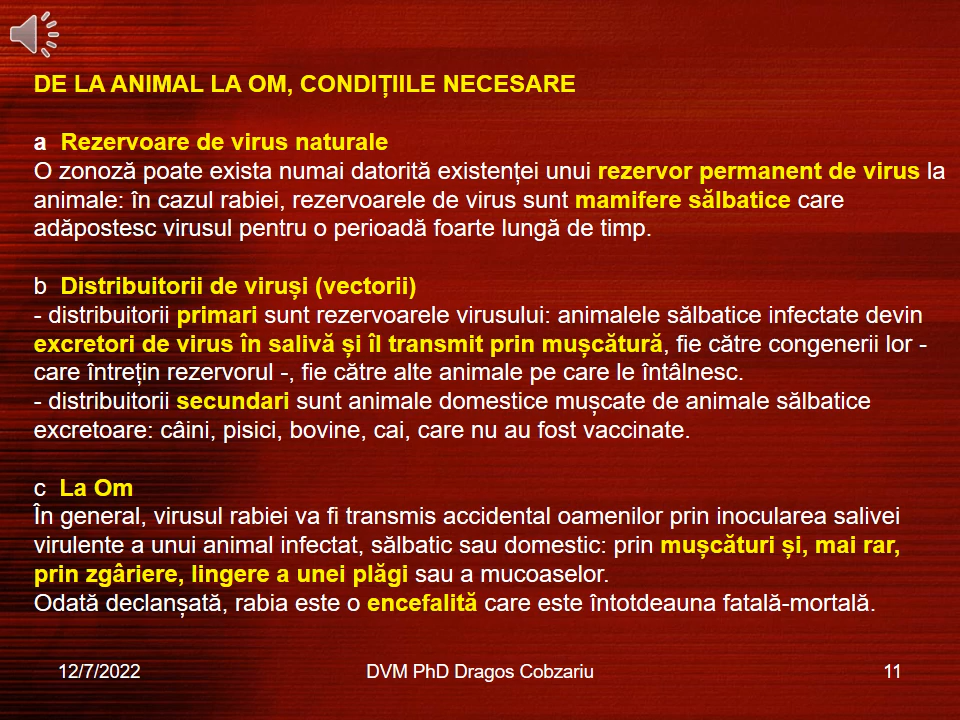 DE LA ANIMAL LA OM, CONDIȚIILE NECESARE
a Rezervoare de virus naturale
O zonoză poate exista numai datorită existenței unui rezervor permanent de virus la
animale: în cazul rabiei, rezervoarele de virus sunt mamifere sălbatice care
adăpostesc virusul pentru o perioadă foarte lungă de timp.
b Distribuitorii de viruși (vectorii)
- distribuitorii primari sunt rezervoarele virusului: animalele sălbatice infectate devin
excretori de virus în salivă și îl transmit prin mușcătură, fie către congenerii lor -
care întrețin rezervorul -, fie către alte animale pe care le întâlnesc.
- distribuitorii secundari sunt animale domestice mușcate de animale sălbatice
excretoare: câini, pisici, bovine, cai, care nu au fost vaccinate.
c La Om
În general, virusul rabiei va fi transmis accidental oamenilor prin inocularea salivei
virulente a unui animal infectat, sălbatic sau domestic: prin mușcături și, mai rar,
prin zgâriere, lingere a unei plăgi sau a mucoaselor.
Odată declanșată, rabia este o encefalită care este întotdeauna fatală-mortală.
12/7/2022 DVM PhD Dragos Cobzariu 11